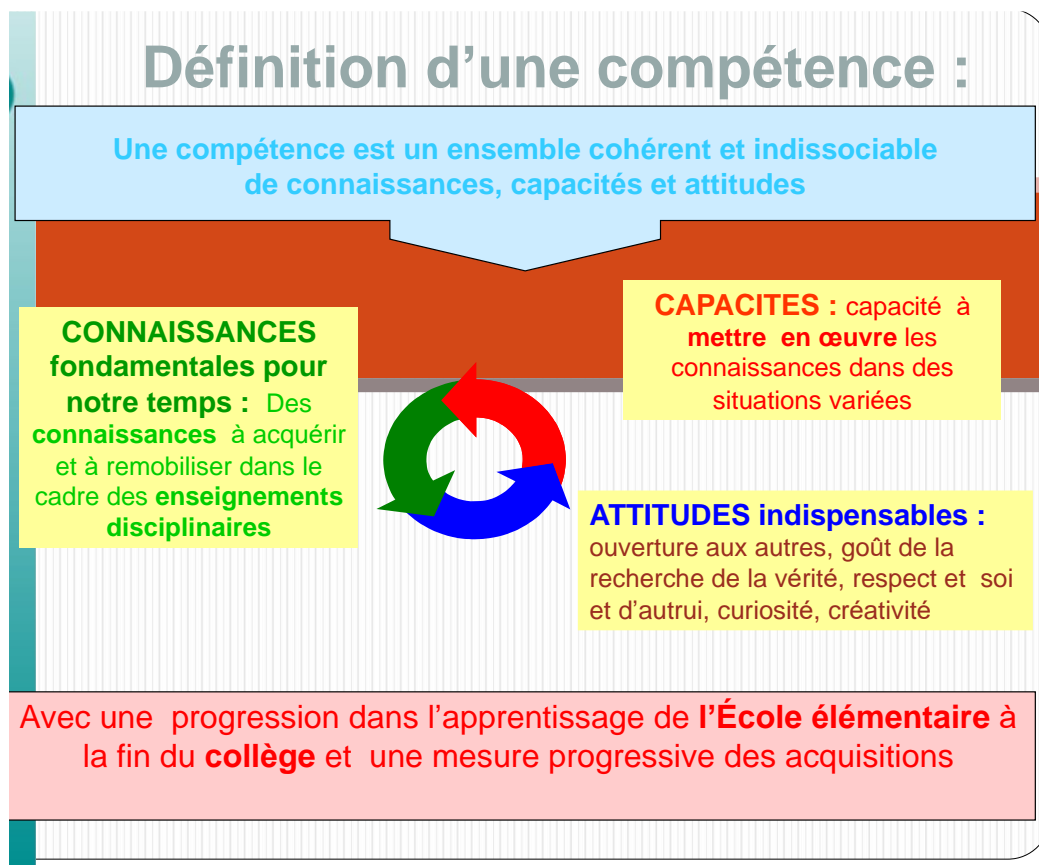 Définition d’une compétence :
Une compétence est un ensemble cohérent et indissociable
de connaissances, capacités et attitudes
CONNAISSANCES
fondamentales pour
notre temps : Des
connaissances à acquérir
et à remobiliser dans le
cadre des enseignements
disciplinaires
CAPACITES : capacité à
mettre en œuvre les
connaissances dans des
situations variées
ATTITUDES indispensables :
ouverture aux autres, goût de la
recherche de la vérité, respect et soi
et d’autrui, curiosité, créativité
Avec une progression dans l’apprentissage de l’École élémentaire à
la fin du collège et une mesure progressive des acquisitions